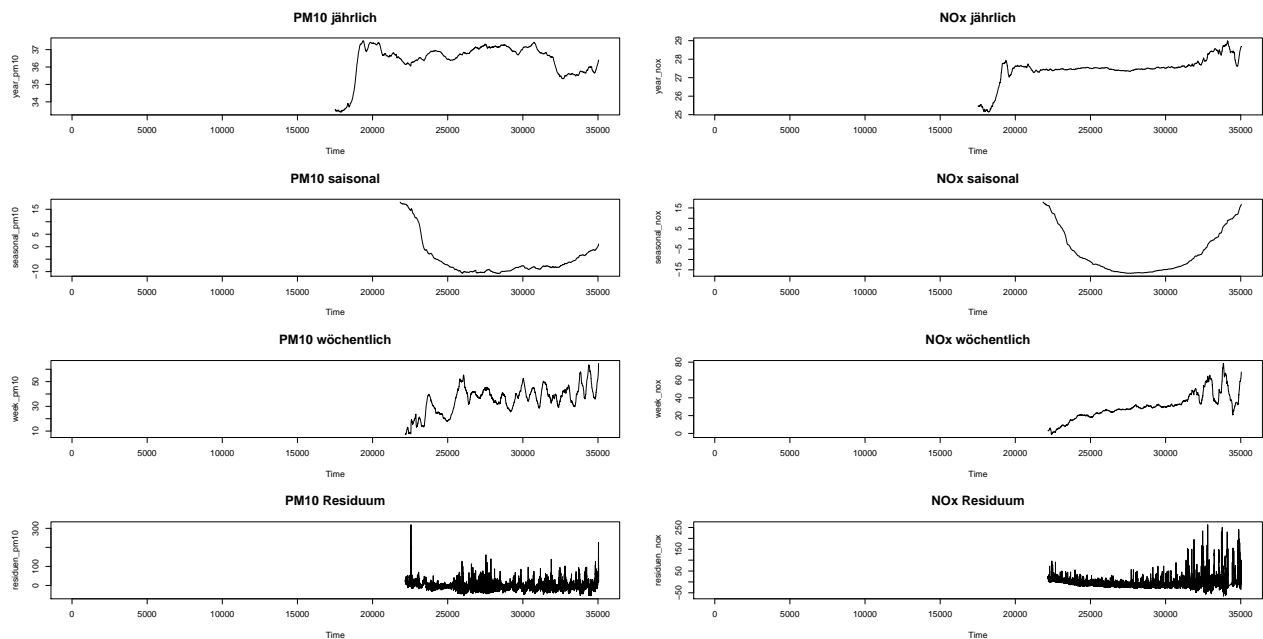 PM10 jährlich
year_pm10
34 35 36 37
0 5000 10000 15000 20000 25000 30000 35000
Time
NOx jährlich
year_nox
25 26 27 28 29
0 5000 10000 15000 20000 25000 30000 35000
Time
PM10 saisonal
seasonal_pm10
−10 0 5 15
0 5000 10000 15000 20000 25000 30000 35000
Time
NOx saisonal
seasonal_nox
−15 −5 5 15
0 5000 10000 15000 20000 25000 30000 35000
Time
PM10 wöchentlich
week_pm10
10 30 50
0 5000 10000 15000 20000 25000 30000 35000
Time
NOx wöchentlich
week_nox
0 20 40 60 80
0 5000 10000 15000 20000 25000 30000 35000
Time
PM10 Residuum
residuen_pm10
0 100 300
0 5000 10000 15000 20000 25000 30000 35000
Time
NOx Residuum
residuen_nox
−50 50 150 250
0 5000 10000 15000 20000 25000 30000 35000
Time